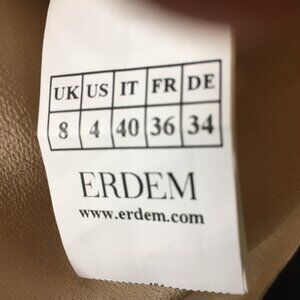 UK US IT FR DE
8 4 40 36 34
ERDEM
www.erdem.com